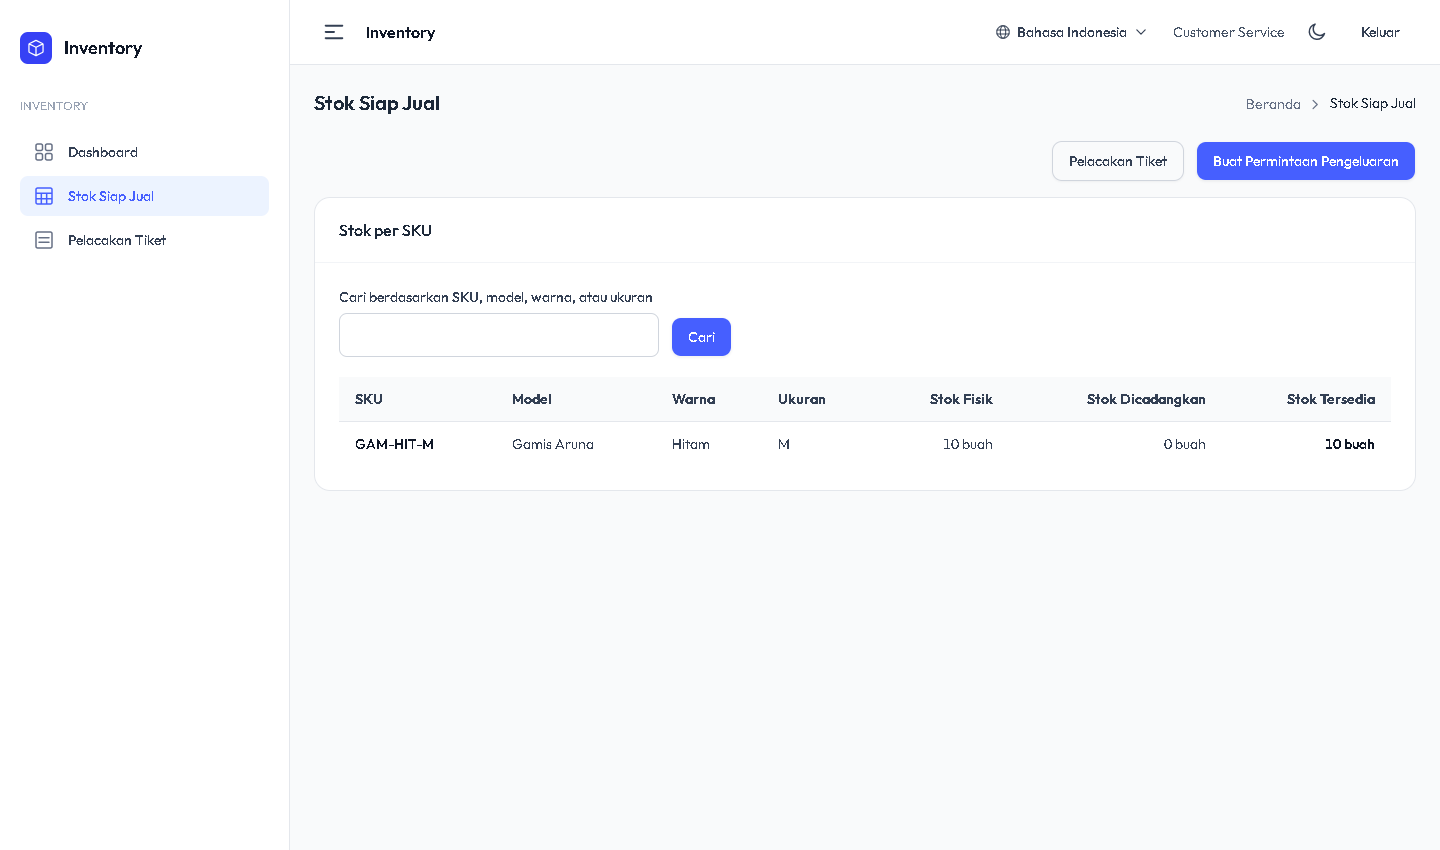 Inventory
INVENTORY
Dashboard
Stok Siap Jual
Pelacakan Tiket
Inventory
Bahasa Indonesia
Customer Service
Keluar
Stok Siap Jual
Beranda
Stok Siap Jual
Pelacakan Tiket
Buat Permintaan Pengeluaran
Stok per SKU
Cari berdasarkan SKU, model, warna, atau ukuran
Cari
SKU Model Warna Ukuran Stok Fisik Stok Dicadangkan Stok Tersedia
GAM-HIT-M Gamis Aruna Hitam M 10 buah 0 buah 10 buah